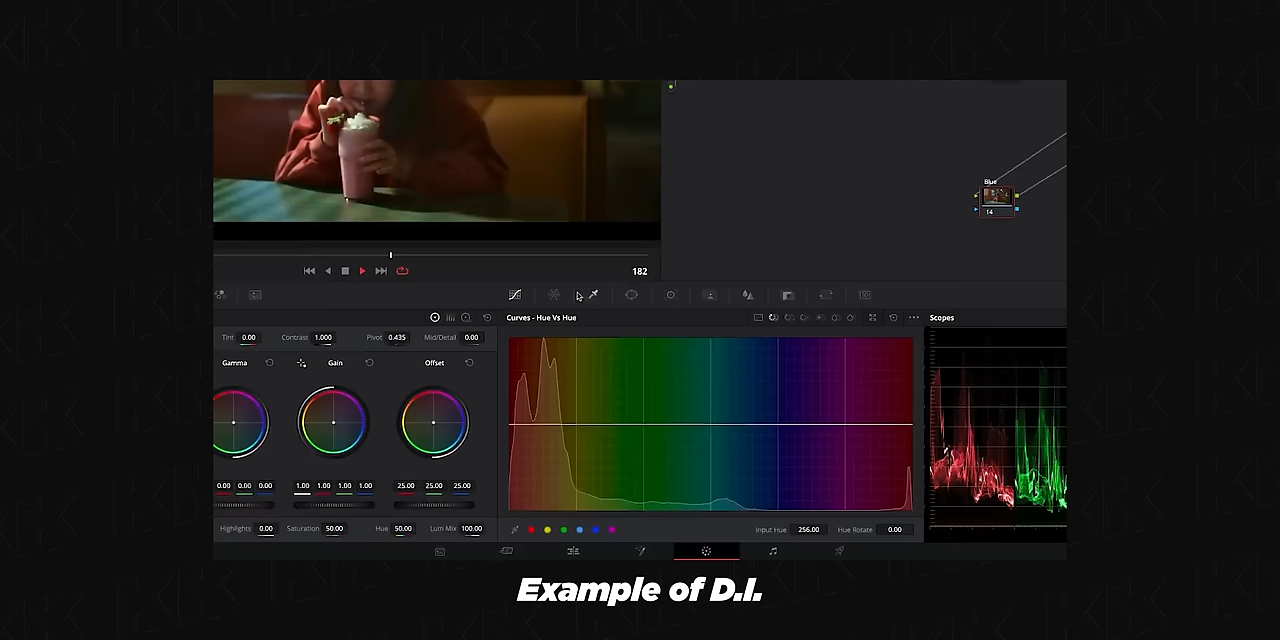 Blue
14
182
Curves - Hue Vs Hue
Scopes
Tint 0.00 Contrast 1.000 Pivot 0.435 Mid/Detail 0.00
Gamma Gain Offset
0.00 0.00 0.00 1.00 1.00 1.00 1.00 25.00 25.00 25.00
Highlights 0.00 Saturation 50.00 Hue 50.00 Lum Mix 100.00
Input Hue 256.00 Hue Rotate 0.00
Example of D.I.